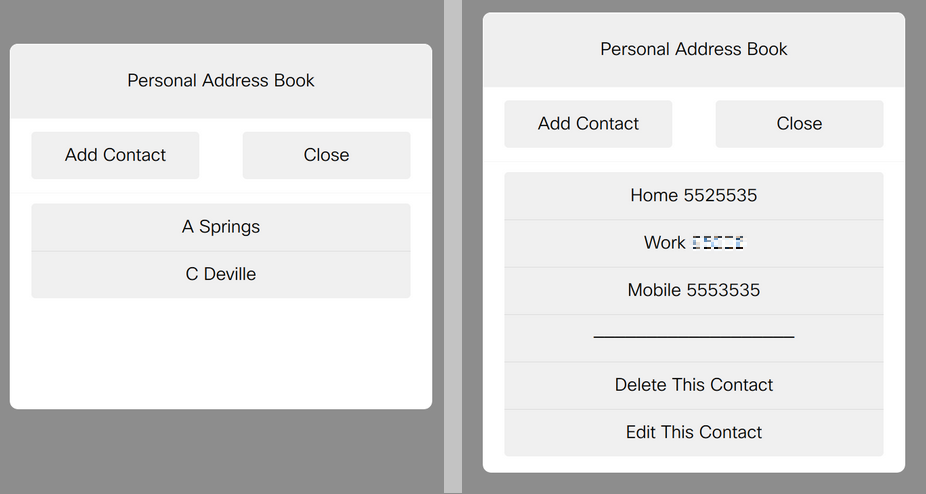 Personal Address Book
Add Contact
Close
A Springs
C Deville
Personal Address Book
Add Contact
Close
Home 5525535
Work
Mobile 5553535
Delete This Contact
Edit This Contact